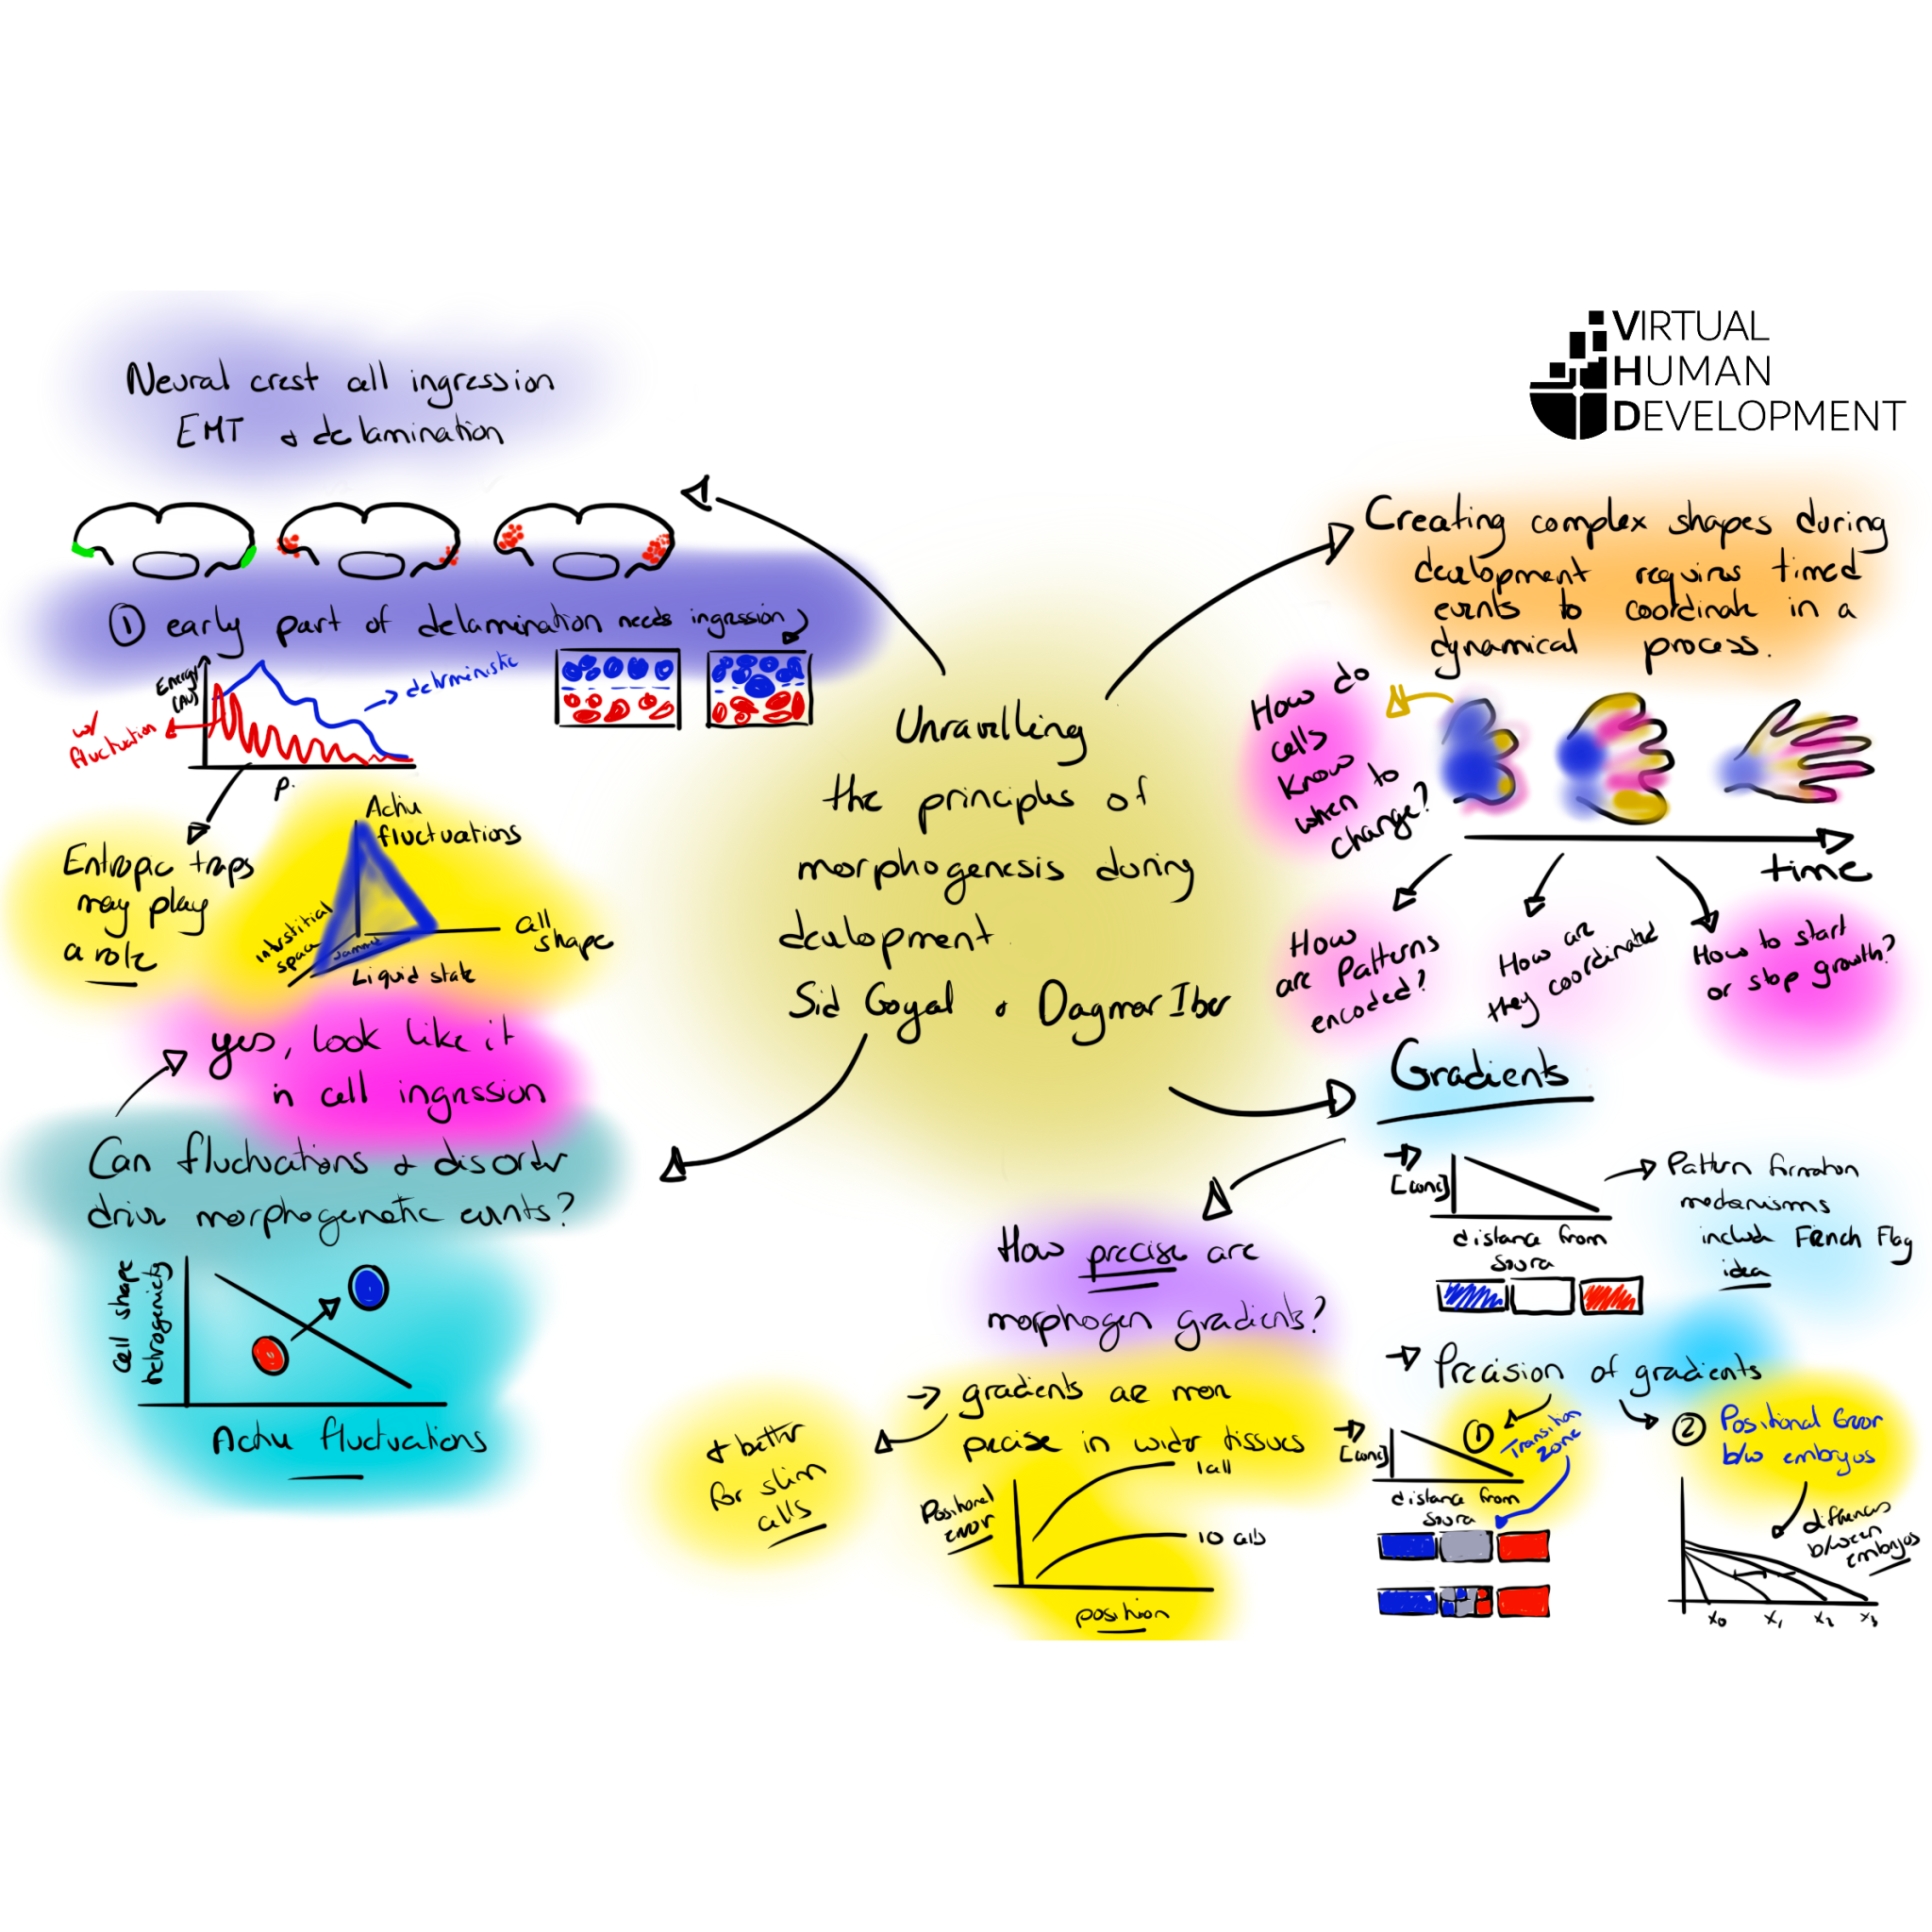 VIRTUAL
HUMAN
DEVELOPMENT
Neural crest cell ingression
EMT & delamination
① early part of delamination needs ingression
Energy
(AU)
deterministic
w/
fluctuation
p.
Entropic traps
may play
a role
Active
fluctuations
Interstitial
space
Jammed
Liquid state
cell
shape
yes, look like it
in cell ingression
Can fluctuations & disorder
drive morphogenetic events?
Cell shape
hetrogenicty
Active fluctuations
Unravelling
the principles of
morphogenesis during
development
Sid Goyal & Dagmar Iber
Creating complex shapes during
development requires timed
events to coordinate in a
dynamical process.
How do
cells
know
when to
change?
time
How
are Patterns
encoded?
How are
they coordinated
How to start
or stop growth?
Gradients
[conc]
distance from
source
Pattern formation
mechanisms
include French Flag
idea
How precise are
morphogen gradients?
→ gradients are more
precise in wider tissues
& better
for slim
cells
Positional
error
1 cell
10 cells
position
Precision of gradients
[conc]
①
Transition
zone
distance from
source
② Positional Error
b/w embryos
differences
b/ween
embryos
x0 x1 x2 x3